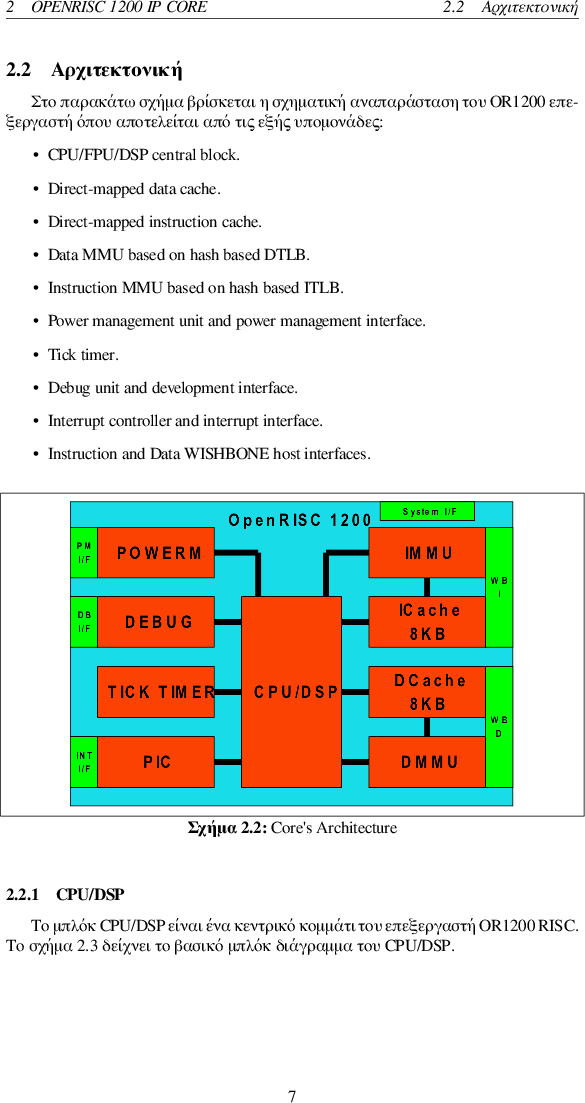 2 OPENRISC 1200 IP CORE 2.2 Αρχιτεκτονική
2.2 Αρχιτεκτονική
Στο παρακάτω σχήμα βρίσκεται η σχηματική αναπαράσταση του OR1200 επε-
ξεργαστή όπου αποτελείται από τις εξής υπομονάδες:
• CPU/FPU/DSP central block.
• Direct-mapped data cache.
• Direct-mapped instruction cache.
• Data MMU based on hash based DTLB.
• Instruction MMU based on hash based ITLB.
• Power management unit and power management interface.
• Tick timer.
• Debug unit and development interface.
• Interrupt controller and interrupt interface.
• Instruction and Data WISHBONE host interfaces.
OpenRISC 1200
System I/F
PM
I/F
POWERM
IMMU
WB
I
DB
I/F
DEBUG
ICache
8KB
TICK TIMER
CPU/DSP
DCache
8KB
WB
D
INT
I/F
PIC
DMMU
Σχήμα 2.2: Core's Architecture
2.2.1 CPU/DSP
Το μπλόκ CPU/DSP είναι ένα κεντρικό κομμάτι του επεξεργαστή OR1200 RISC.
Το σχήμα 2.3 δείχνει το βασικό μπλόκ διάγραμμα του CPU/DSP.
7